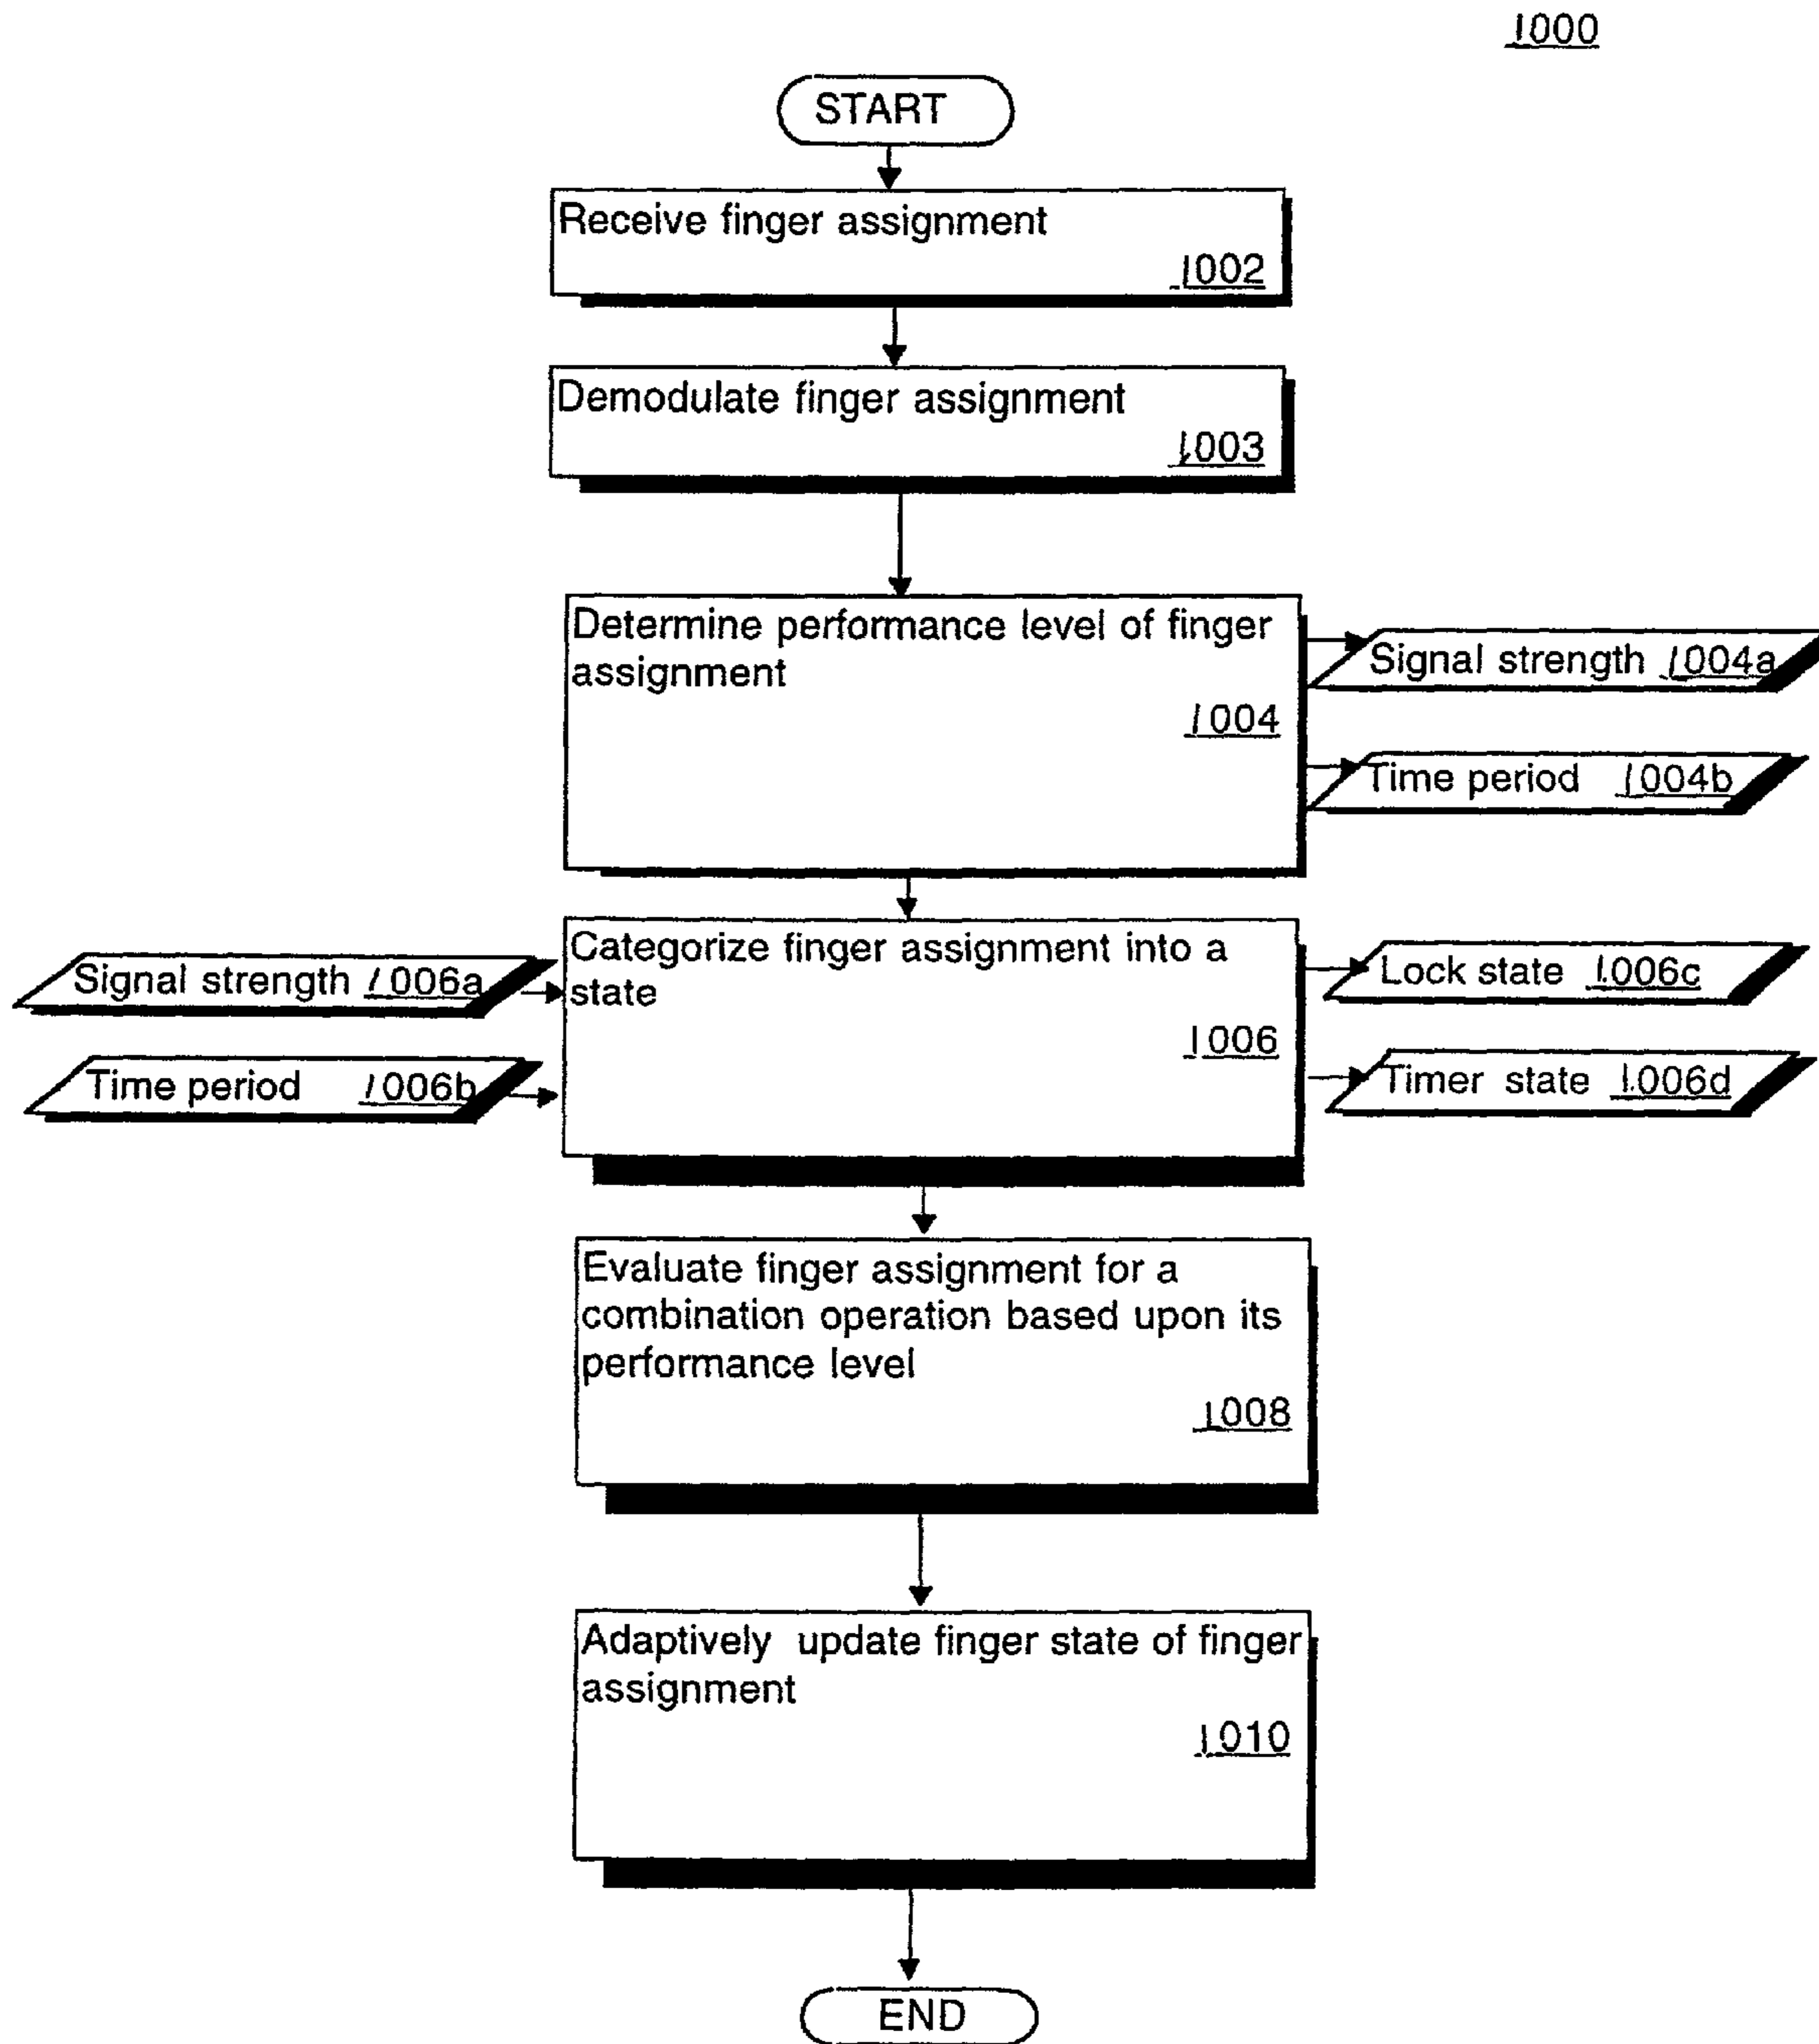 1000
START
Receive finger assignment
1002
Demodulate finger assignment
1003
Determine performance level of finger
assignment
1004
Signal strength 1004a
Time period 1004b
Categorize finger assignment into a
state
1006
Signal strength 1006a
Time period 1006b
Lock state 1006c
Timer state 1006d
Evaluate finger assignment for a
combination operation based upon its
performance level
1008
Adaptively update finger state of finger
assignment
1010
END